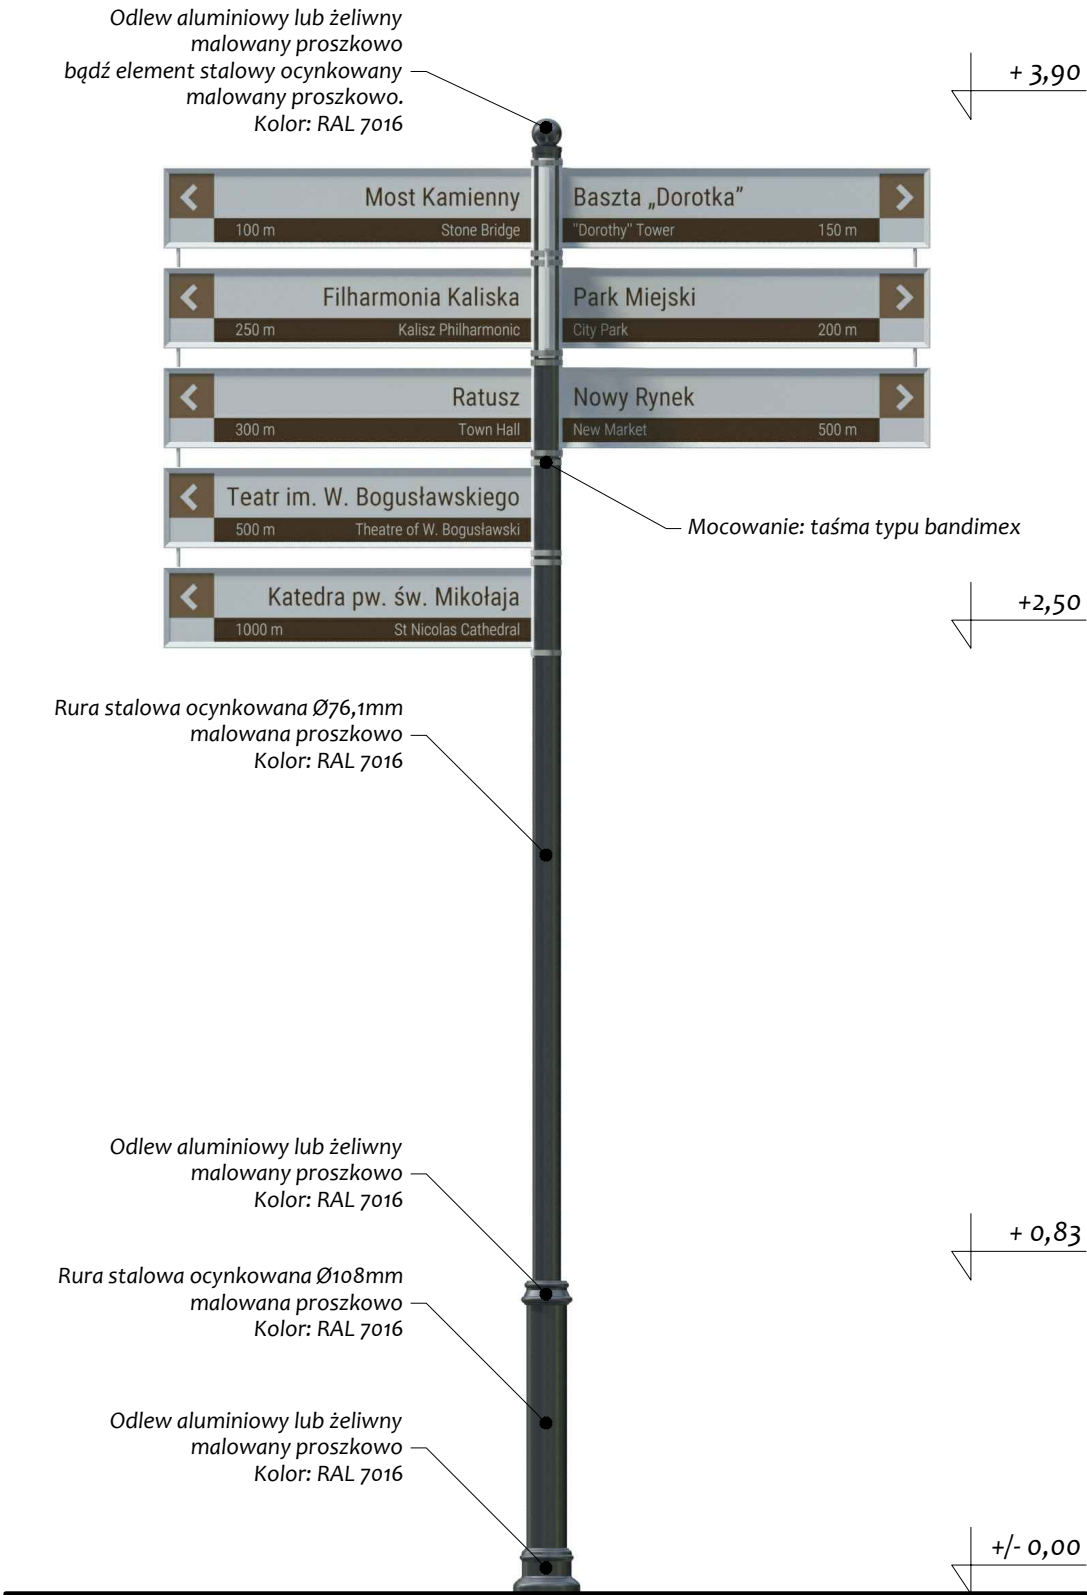 Odlew aluminiowy lub żeliwny
malowany proszkowo
bądź element stalowy ocynkowany
malowany proszkowo.
Kolor: RAL 7016
+ 3,90
Most Kamienny
100 m Stone Bridge
Baszta „Dorotka”
"Dorothy" Tower 150 m
Filharmonia Kaliska
250 m Kalisz Philharmonic
Park Miejski
City Park 200 m
Ratusz
300 m Town Hall
Nowy Rynek
New Market 500 m
Teatr im. W. Bogusławskiego
500 m Theatre of W. Bogusławski
Mocowanie: taśma typu bandimex
Katedra pw. św. Mikołaja
1000 m St Nicolas Cathedral
+2,50
Rura stalowa ocynkowana Ø76,1mm
malowana proszkowo
Kolor: RAL 7016
Odlew aluminiowy lub żeliwny
malowany proszkowo
Kolor: RAL 7016
+ 0,83
Rura stalowa ocynkowana Ø108mm
malowana proszkowo
Kolor: RAL 7016
Odlew aluminiowy lub żeliwny
malowany proszkowo
Kolor: RAL 7016
+/- 0,00